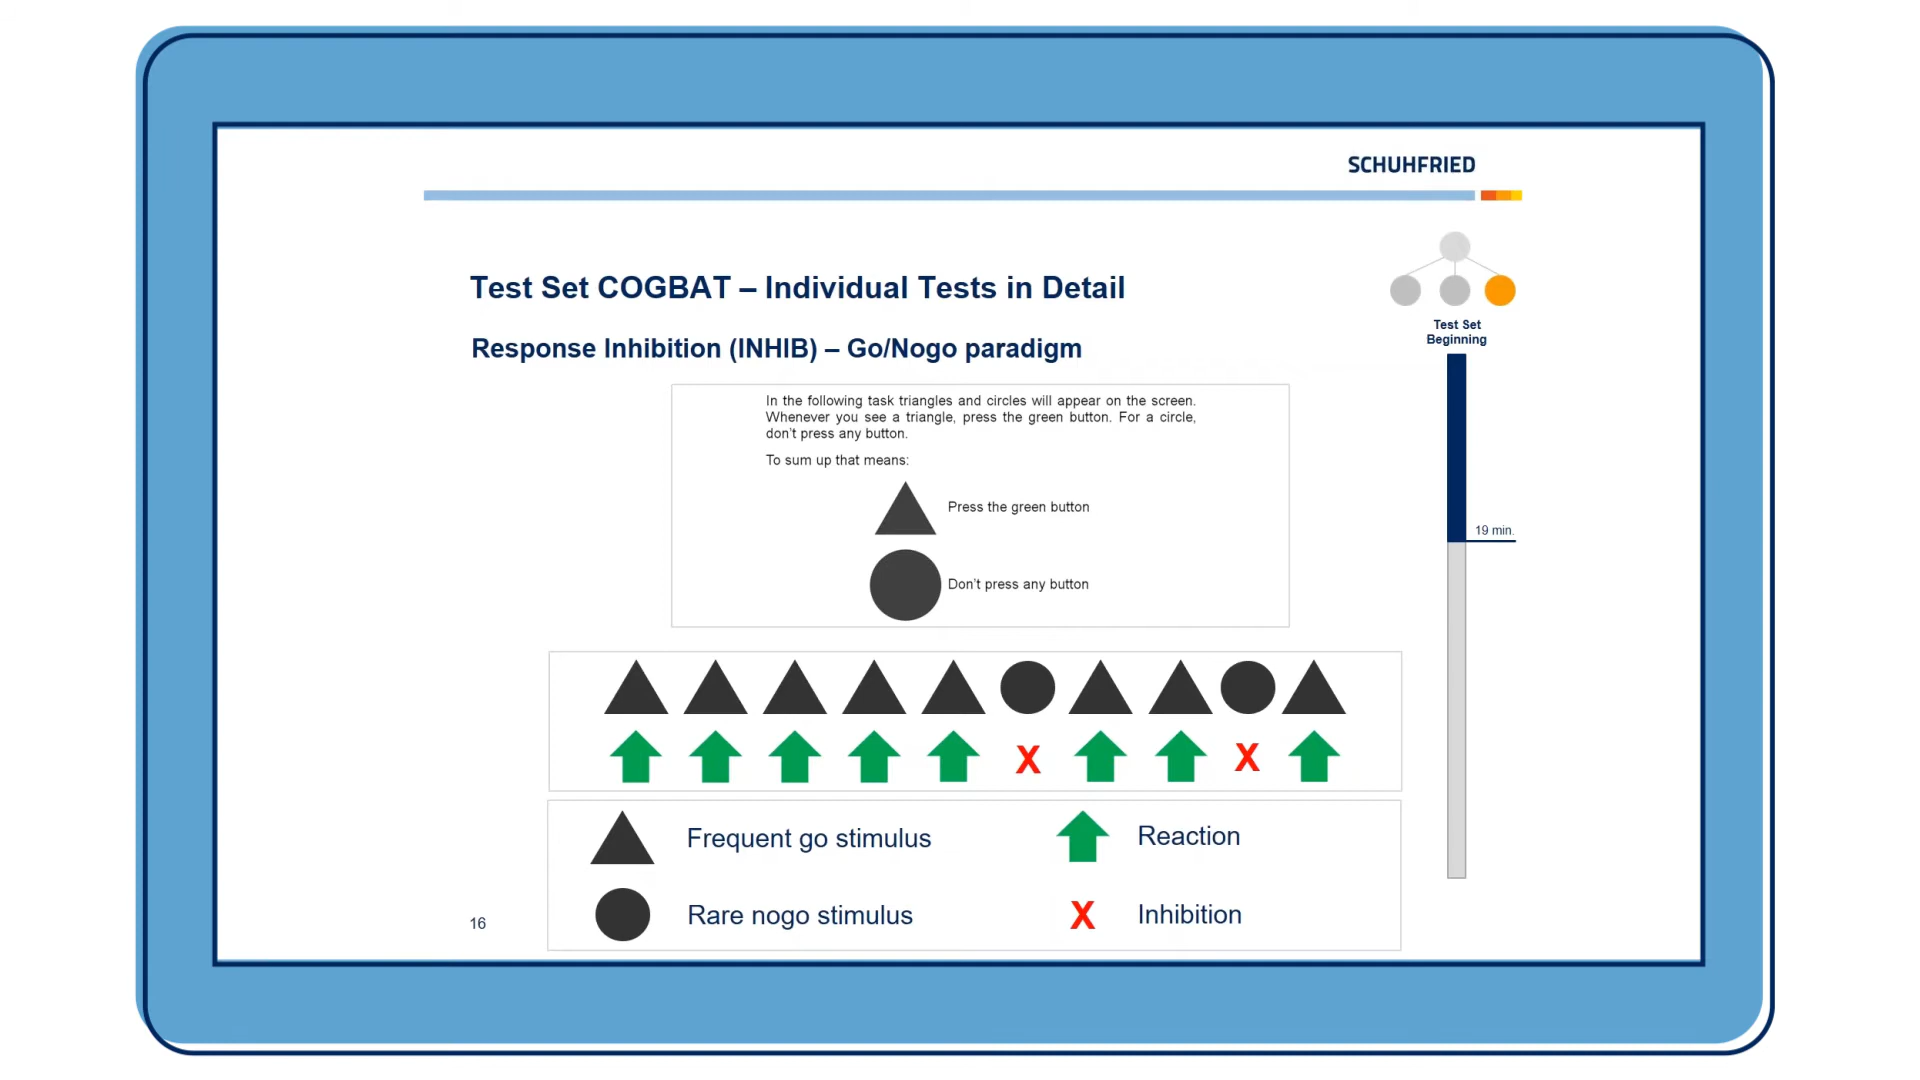 SCHUHFRIED
Test Set COGBAT – Individual Tests in Detail
Test Set
Beginning
Response Inhibition (INHIB) – Go/Nogo paradigm
In the following task triangles and circles will appear on the screen.
Whenever you see a triangle, press the green button. For a circle,
don't press any button.
To sum up that means:
Press the green button
19 min.
Don't press any button
X
X
Frequent go stimulus
Reaction
Rare nogo stimulus
X
Inhibition
16